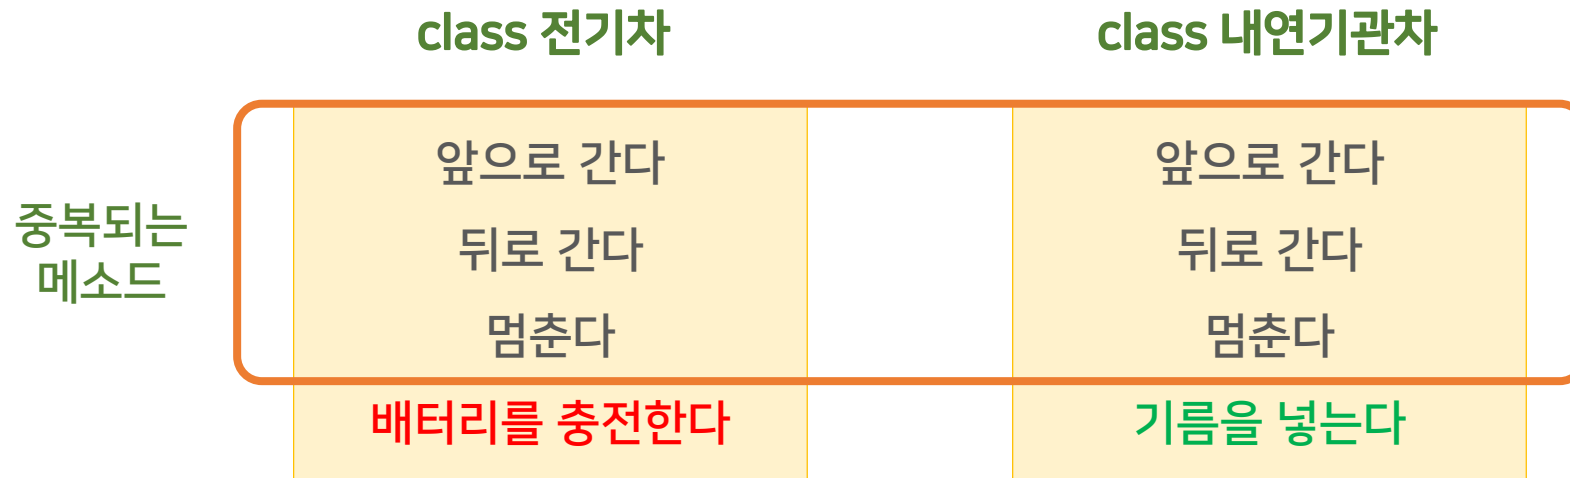 class 전기차
class 내연기관차
중복되는
메소드
앞으로 간다
뒤로 간다
멈춘다
배터리를 충전한다
앞으로 간다
뒤로 간다
멈춘다
기름을 넣는다